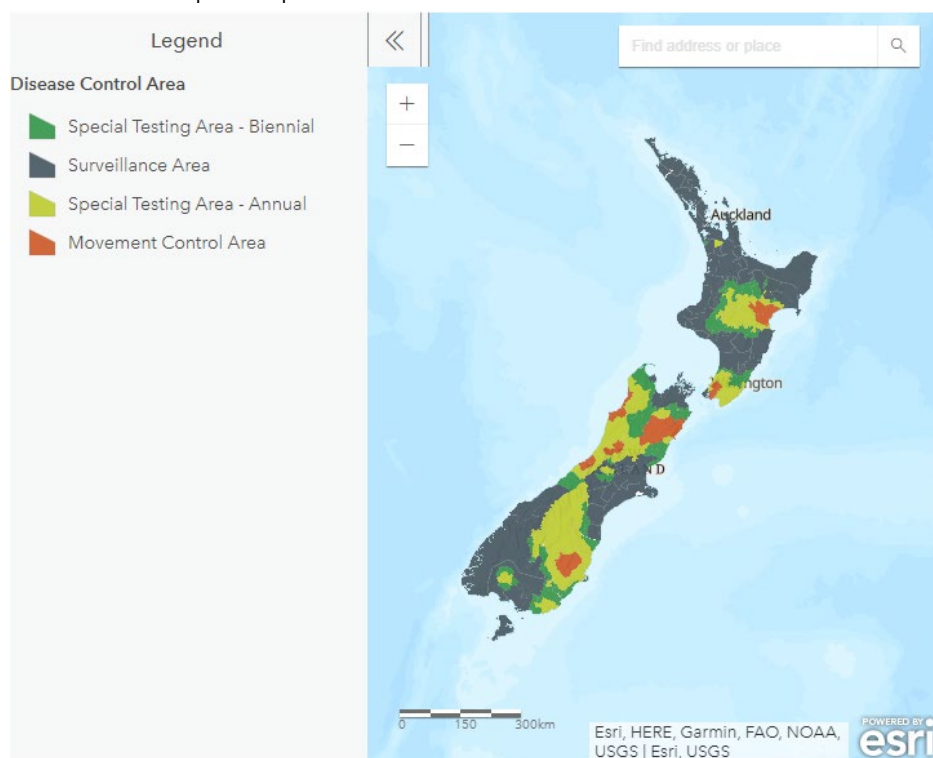 Legend
Disease Control Area
Special Testing Area - Biennial
Surveillance Area
Special Testing Area - Annual
Movement Control Area
Find address or place
+
−
Auckland
ngton
LAND
0 150 300km
Esri, HERE, Garmin, FAO, NOAA,
USGS | Esri, USGS
POWERED BY
esri